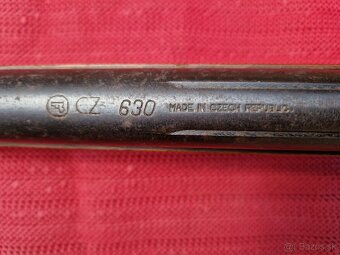 CZ 630 MADE IN CZECH REPUBLIC
Bazos.sk